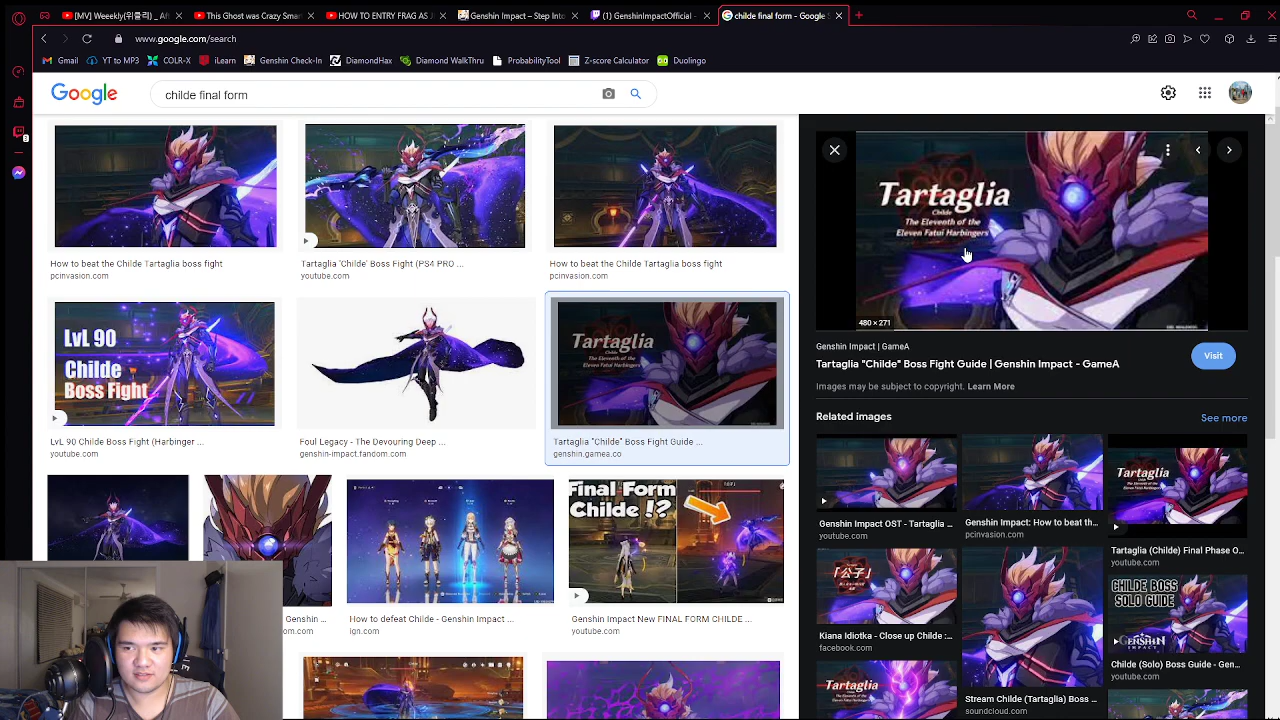 [MV] Weeekly(위클리) _ Aft
This Ghost was Crazy Smar
HOW TO ENTRY FRAG AS
Genshin Impact – Step Into
(1) GenshinImpactOfficial -
childe final form - Google S
www.google.com/search
Gmail
YT to MP3
COLR-X
iLearn
Genshin Check-In
DiamondHax
Diamond WalkThru
ProbabilityTool
Z-score Calculator
Duolingo
2
Google
childe final form
How to beat the Childe Tartaglia boss fight
pcinvasion.com
Tartaglia 'Childe' Boss Fight (PS4 PRO ...
youtube.com
How to beat the Childe Tartaglia boss fight
pcinvasion.com
LvL 90
Childe
Boss Fight
LvL 90 Childe Boss Fight (Harbinger ...
youtube.com
Foul Legacy - The Devouring Deep ...
genshin-impact.fandom.com
Tartaglia
Childe
The Eleventh of the
Eleven Fatui Harbingers
Tartaglia "Childe" Boss Fight Guide ...
genshin.gamea.co
Genshin ...
om.com
How to defeat Childe - Genshin Impact ...
ign.com
Final Form
Childe !?
Genshin Impact New FINAL FORM CHILDE ...
youtube.com
Tartaglia
Childe
The Eleventh of the
Eleven Fatui Harbingers
480 × 271
Genshin Impact | GameA
Tartaglia "Childe" Boss Fight Guide | Genshin Impact - GameA
Visit
Images may be subject to copyright. Learn More
Related images
See more
Genshin Impact OST - Tartaglia ...
youtube.com
Genshin Impact: How to beat th...
pcinvasion.com
Tartaglia
Tartaglia (Childe) Final Phase O...
youtube.com
「公子」
Kiana Idiotka - Close up Childe :...
facebook.com
CHILDE BOSS
SOLO GUIDE
GENSHIN
IMPACT
Childe (Solo) Boss Guide - Gen...
youtube.com
Tartaglia
Stream Childe (Tartaglia) Boss ...
soundcloud.com